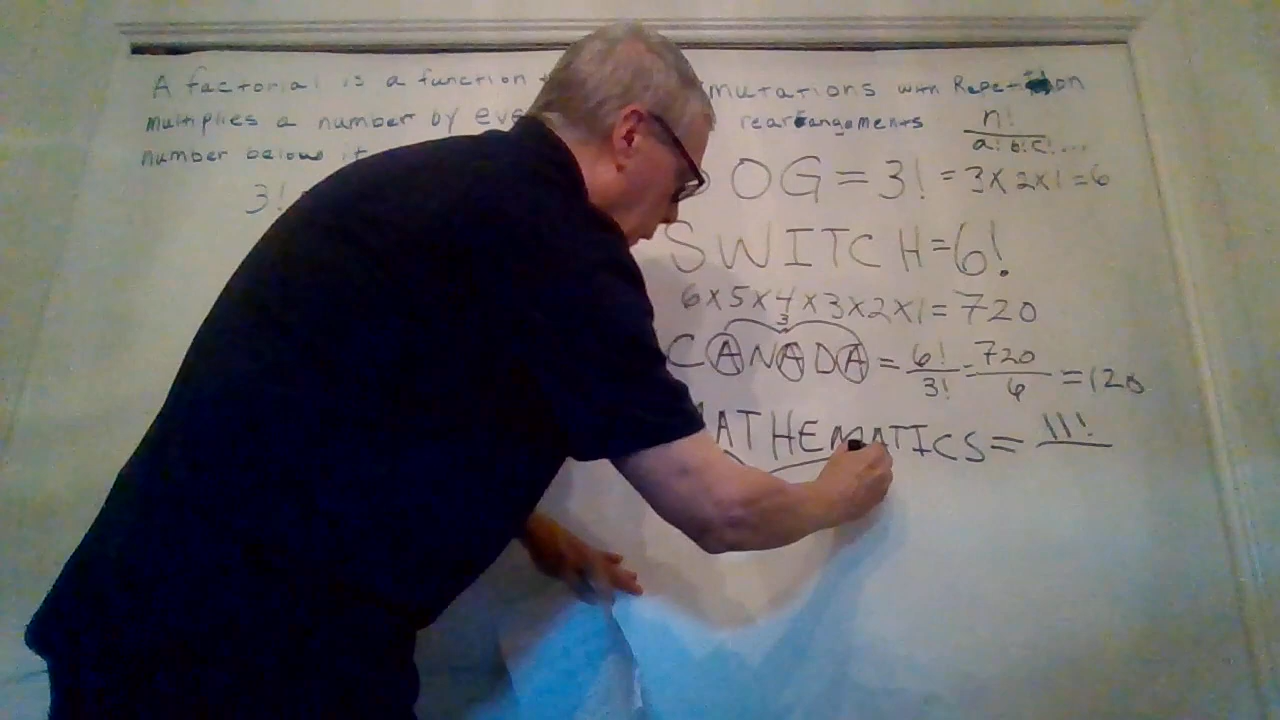 A factorial is a function
multiplies a number by eve
number below it
3!
mutations with Repetition
rearrangements n!
a!b!c!...
OG = 3! = 3x2x1=6
SWITCH=6!
6x5x4x3x2x1=720
3
CANADA = 6!/3! = 720/6 = 120
MATHEMATICS = 11!